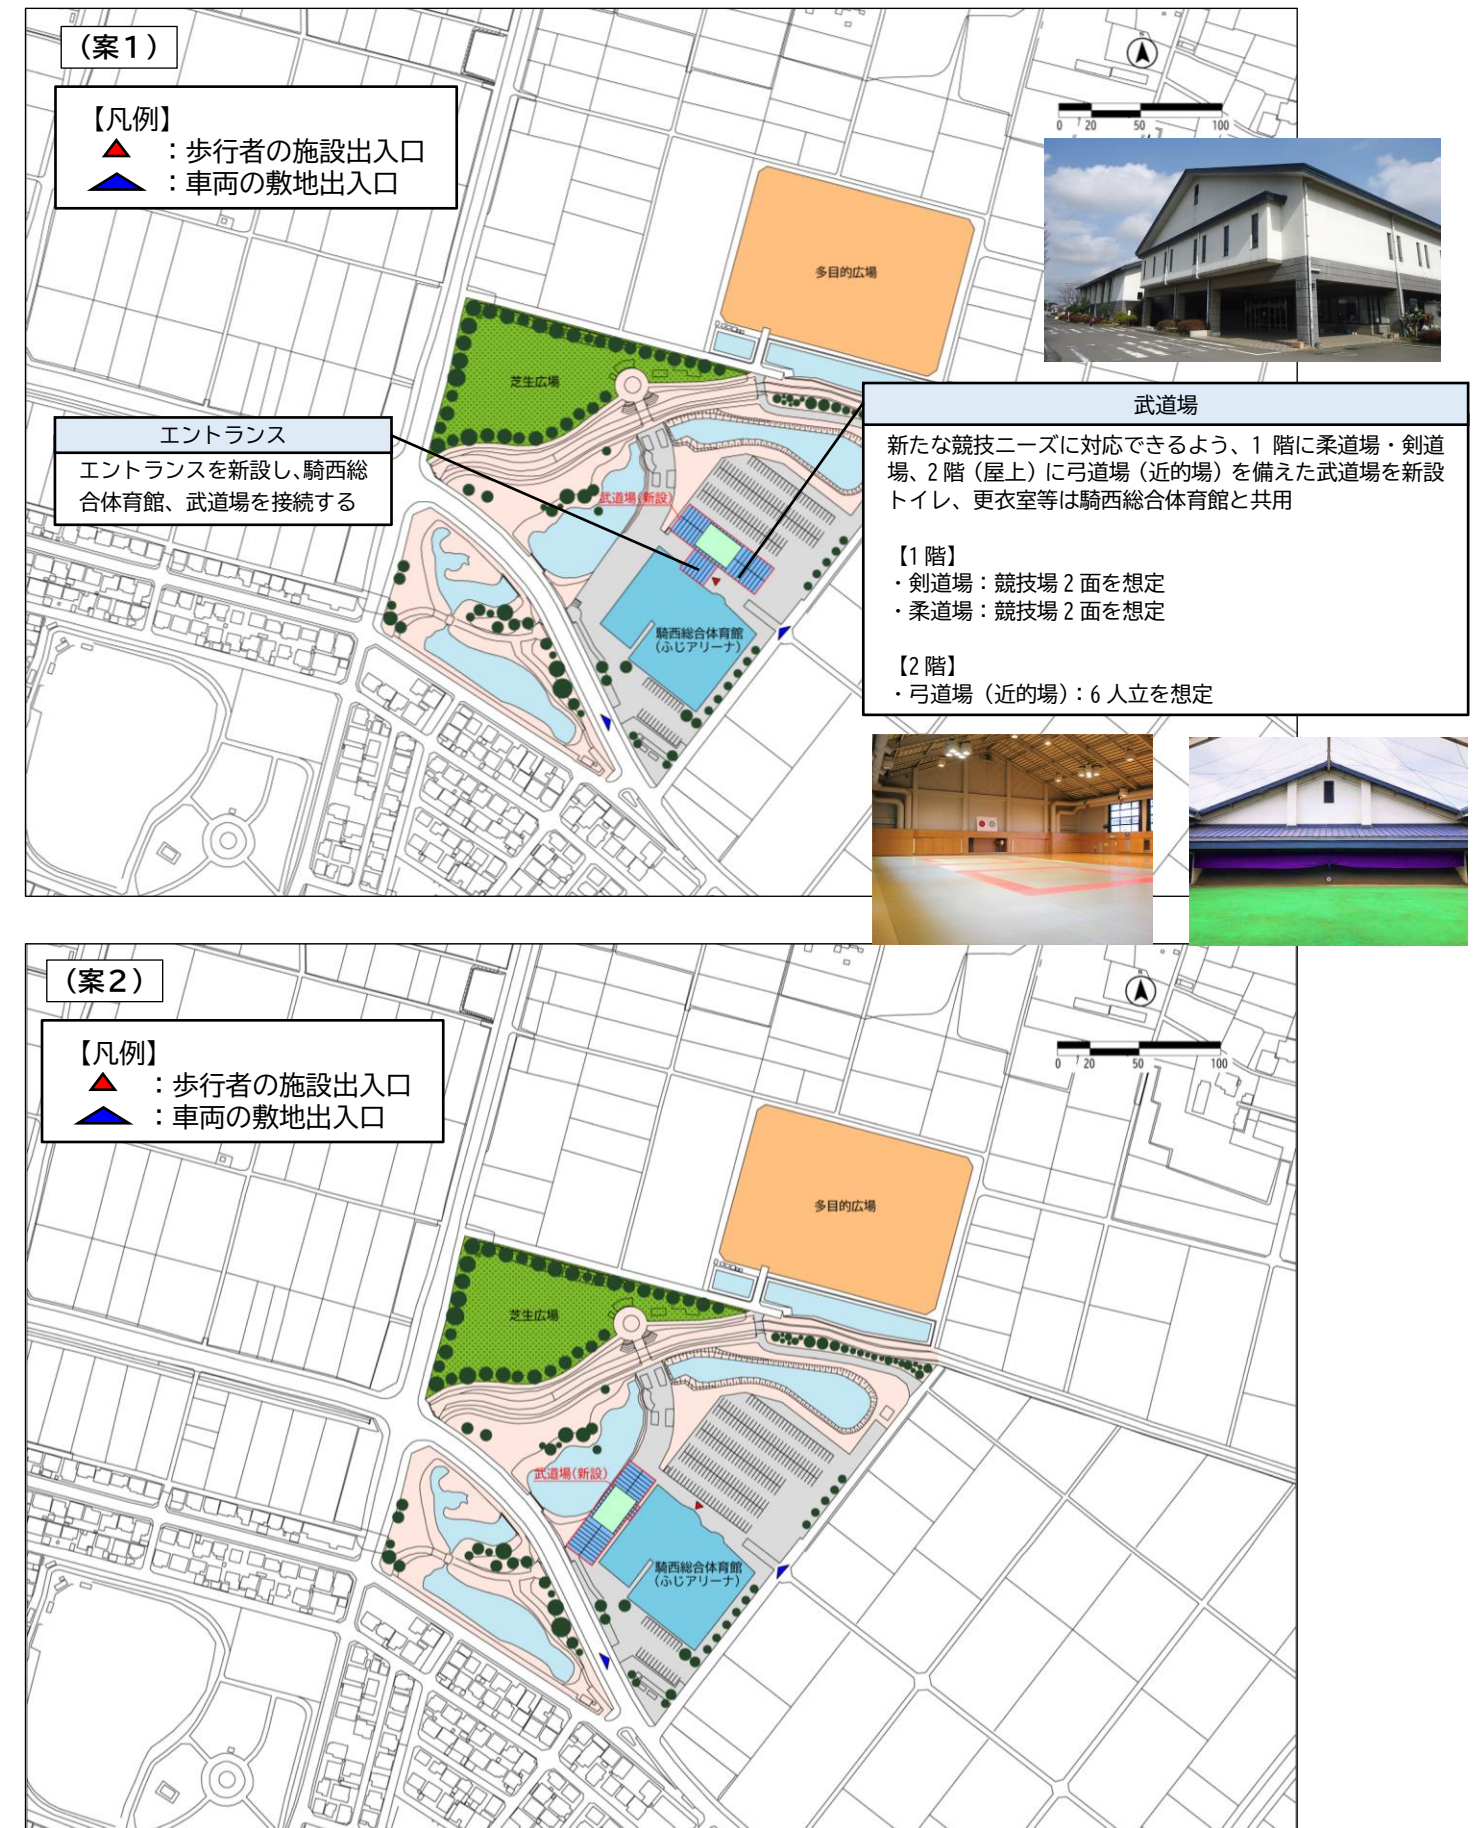 （案１）
【凡例】
：歩行者の施設出入口
：車両の敷地出入口
N
0 20 50 100
多目的広場
芝生広場
エントランス
エントランスを新設し、騎西総
合体育館、武道場を接続する
武道場(新設)
騎西総合体育館
(ふじアリーナ)
武道場
新たな競技ニーズに対応できるよう、1 階に柔道場・剣道
場、2 階（屋上）に弓道場（近的場）を備えた武道場を新設
トイレ、更衣室等は騎西総合体育館と共用
【1 階】
・剣道場：競技場 2 面を想定
・柔道場：競技場 2 面を想定
【2 階】
・弓道場（近的場）：6 人立を想定
（案２）
【凡例】
：歩行者の施設出入口
：車両の敷地出入口
N
0 20 50 100
多目的広場
芝生広場
武道場(新設)
騎西総合体育館
(ふじアリーナ)